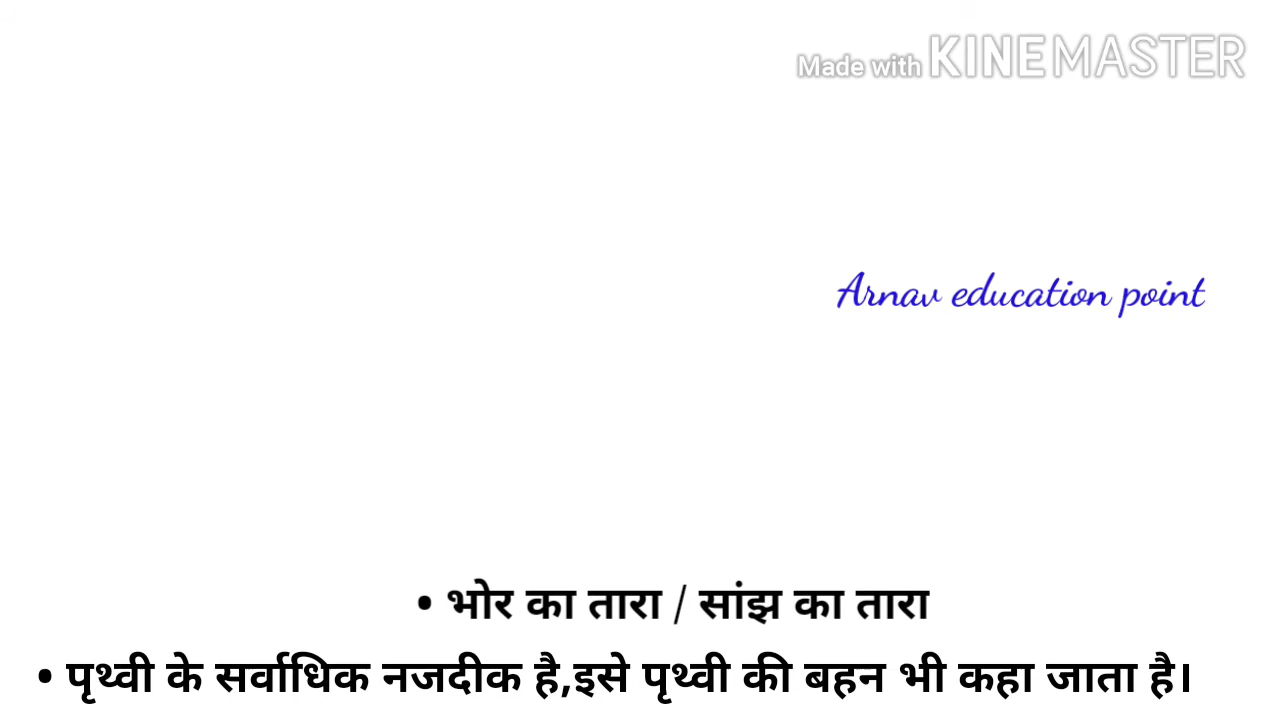 Made with KINEMASTER
Arnav education point
• भोर का तारा / सांझ का तारा
• पृथ्वी के सर्वाधिक नजदीक है,इसे पृथ्वी की बहन भी कहा जाता है।